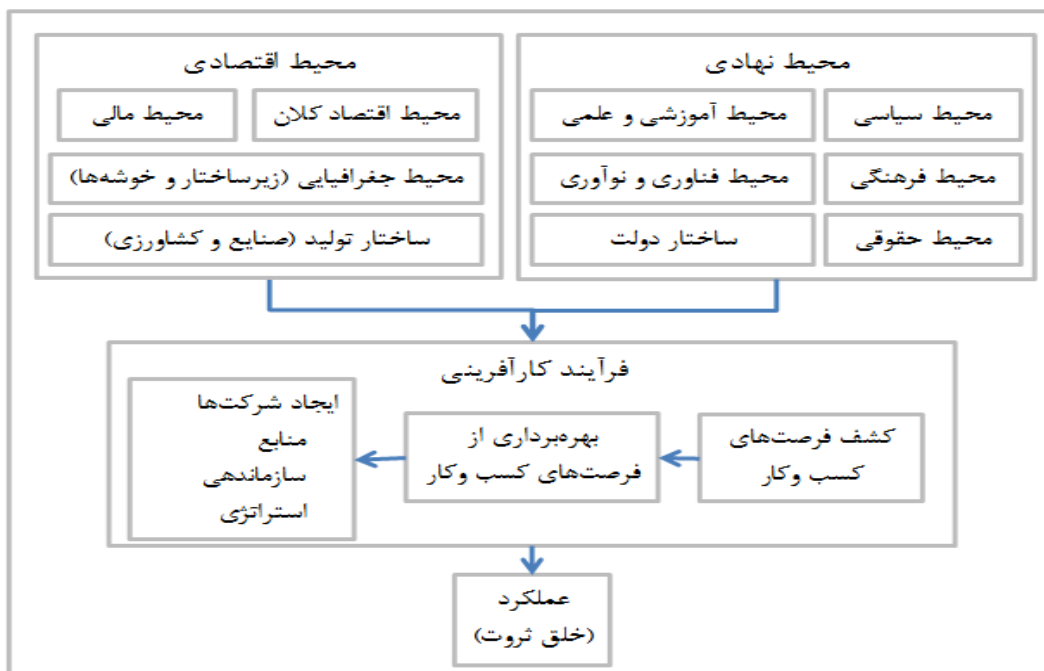 محیط نهادی
محیط سیاسی
محیط آموزشی و علمی
محیط فرهنگی
محیط فناوری و نوآوری
محیط حقوقی
ساختار دولت
محیط اقتصادی
محیط اقتصاد کلان
محیط مالی
محیط جغرافیایی (زیرساختار و خوشه‌ها)
ساختار تولید (صنایع و کشاورزی)
فرآیند کارآفرینی
کشف فرصت‌های
کسب وکار
بهره‌برداری از
فرصت‌های کسب وکار
ایجاد شرکت‌ها
منابع
سازماندهی
استراتژی
عملکرد
(خلق ثروت)